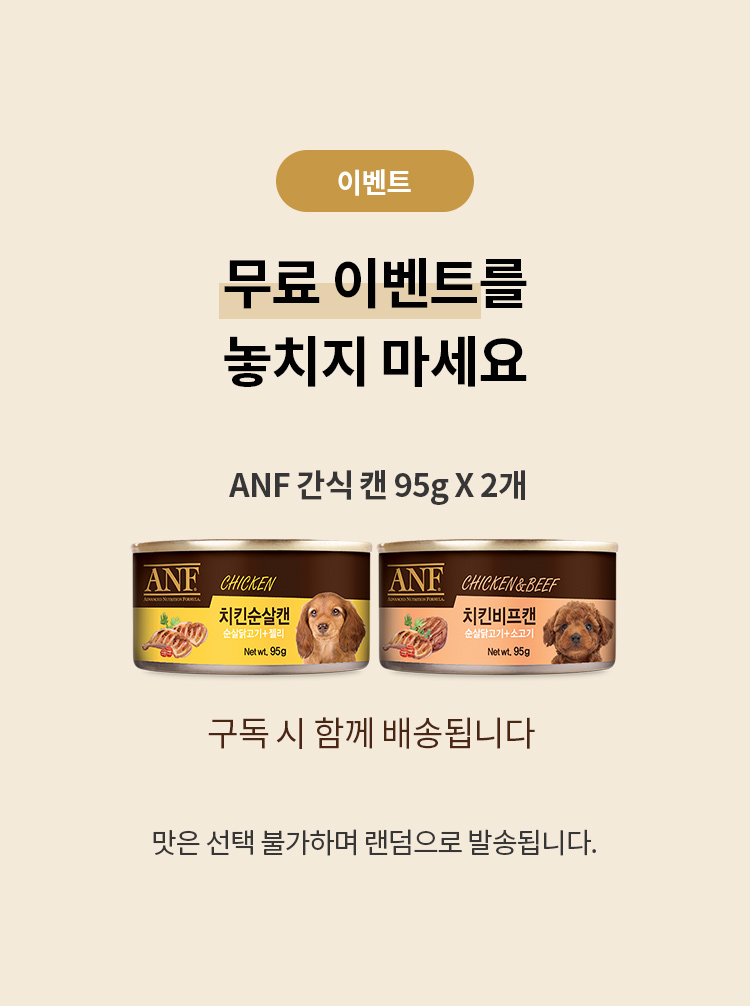 이벤트
무료 이벤트를
놓치지 마세요
ANF 간식 캔 95g X 2개
ANF®
ADVANCED NUTRITION FORMULA™
CHICKEN
치킨순살캔
순실닭고기+젤리
Net wt. 95g
ANF®
ADVANCED NUTRITION FORMULA™
CHICKEN&BEEF
치킨비프캔
순실닭고기+소고기
Net wt. 95g
구독 시 함께 배송됩니다
맛은 선택 불가하며 랜덤으로 발송됩니다.